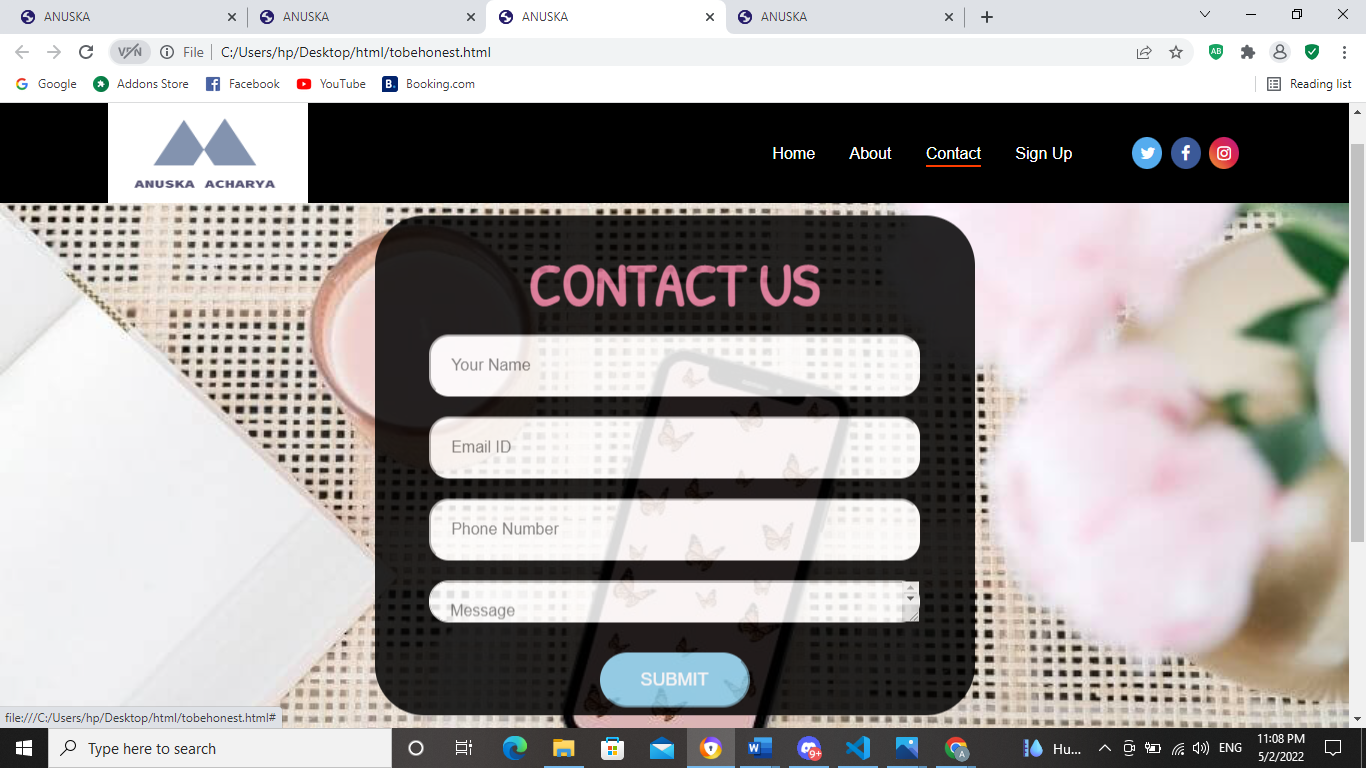 ANUSKA
ANUSKA
ANUSKA
ANUSKA
VPN
File
C:/Users/hp/Desktop/html/tobehonest.html
AB
Google
Addons Store
Facebook
YouTube
B.
Booking.com
Reading list
ANUSKA ACHARYA
Home
About
Contact
Sign Up
CONTACT US
Your Name
Email ID
Phone Number
Message
SUBMIT
file:///C:/Users/hp/Desktop/html/tobehonest.html#
Type here to search
W
9+
A
Hu...
ENG
11:08 PM
5/2/2022